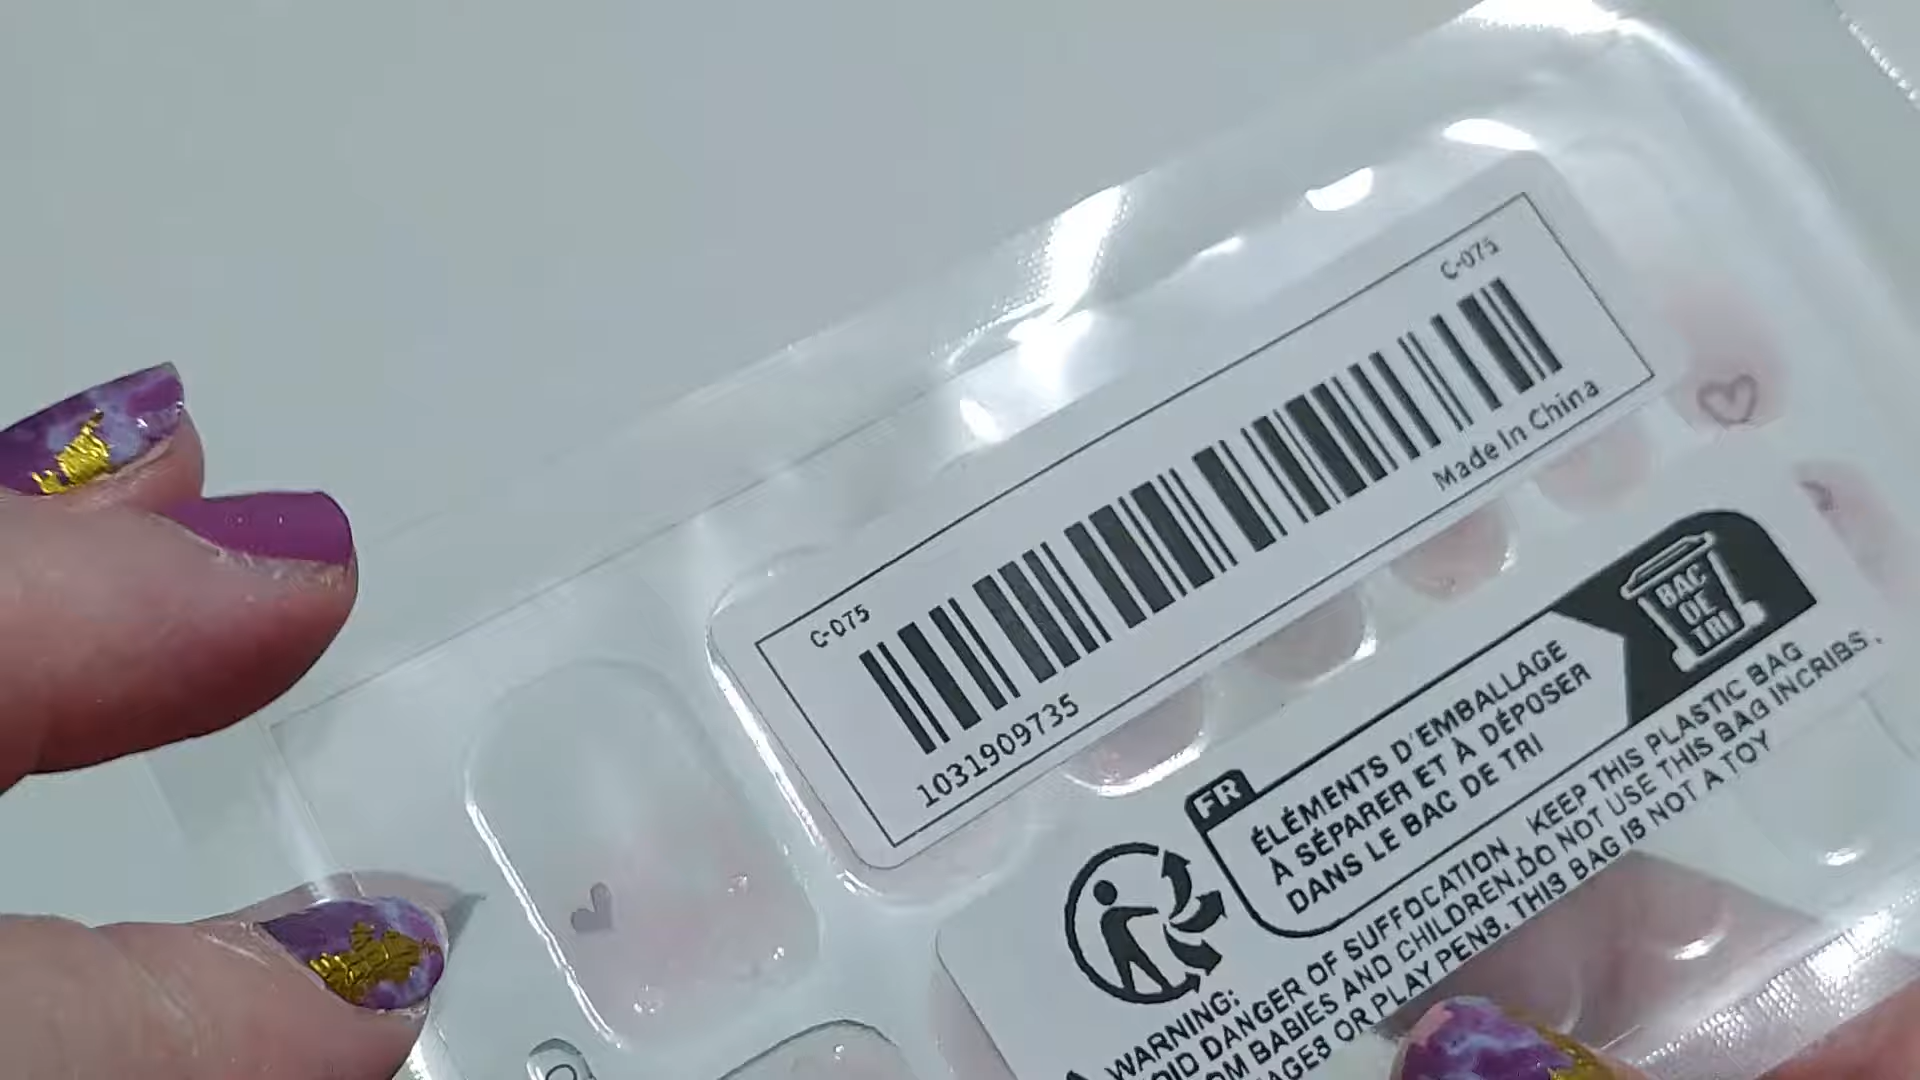 C-075
C-075
1031909735
Made In China
FR
ÉLÉMENTS D'EMBALLAGE
À SÉPARER ET À DÉPOSER
DANS LE BAC DE TRI
BAC
DE
TRI
WARNING:
DANGER OF SUFFOCATION, KEEP THIS PLASTIC BAG
BABIES AND CHILDREN.DO NOT USE THIS BAG INCRIBS,
OR PLAY PENS. THIS BAG IS NOT A TOY